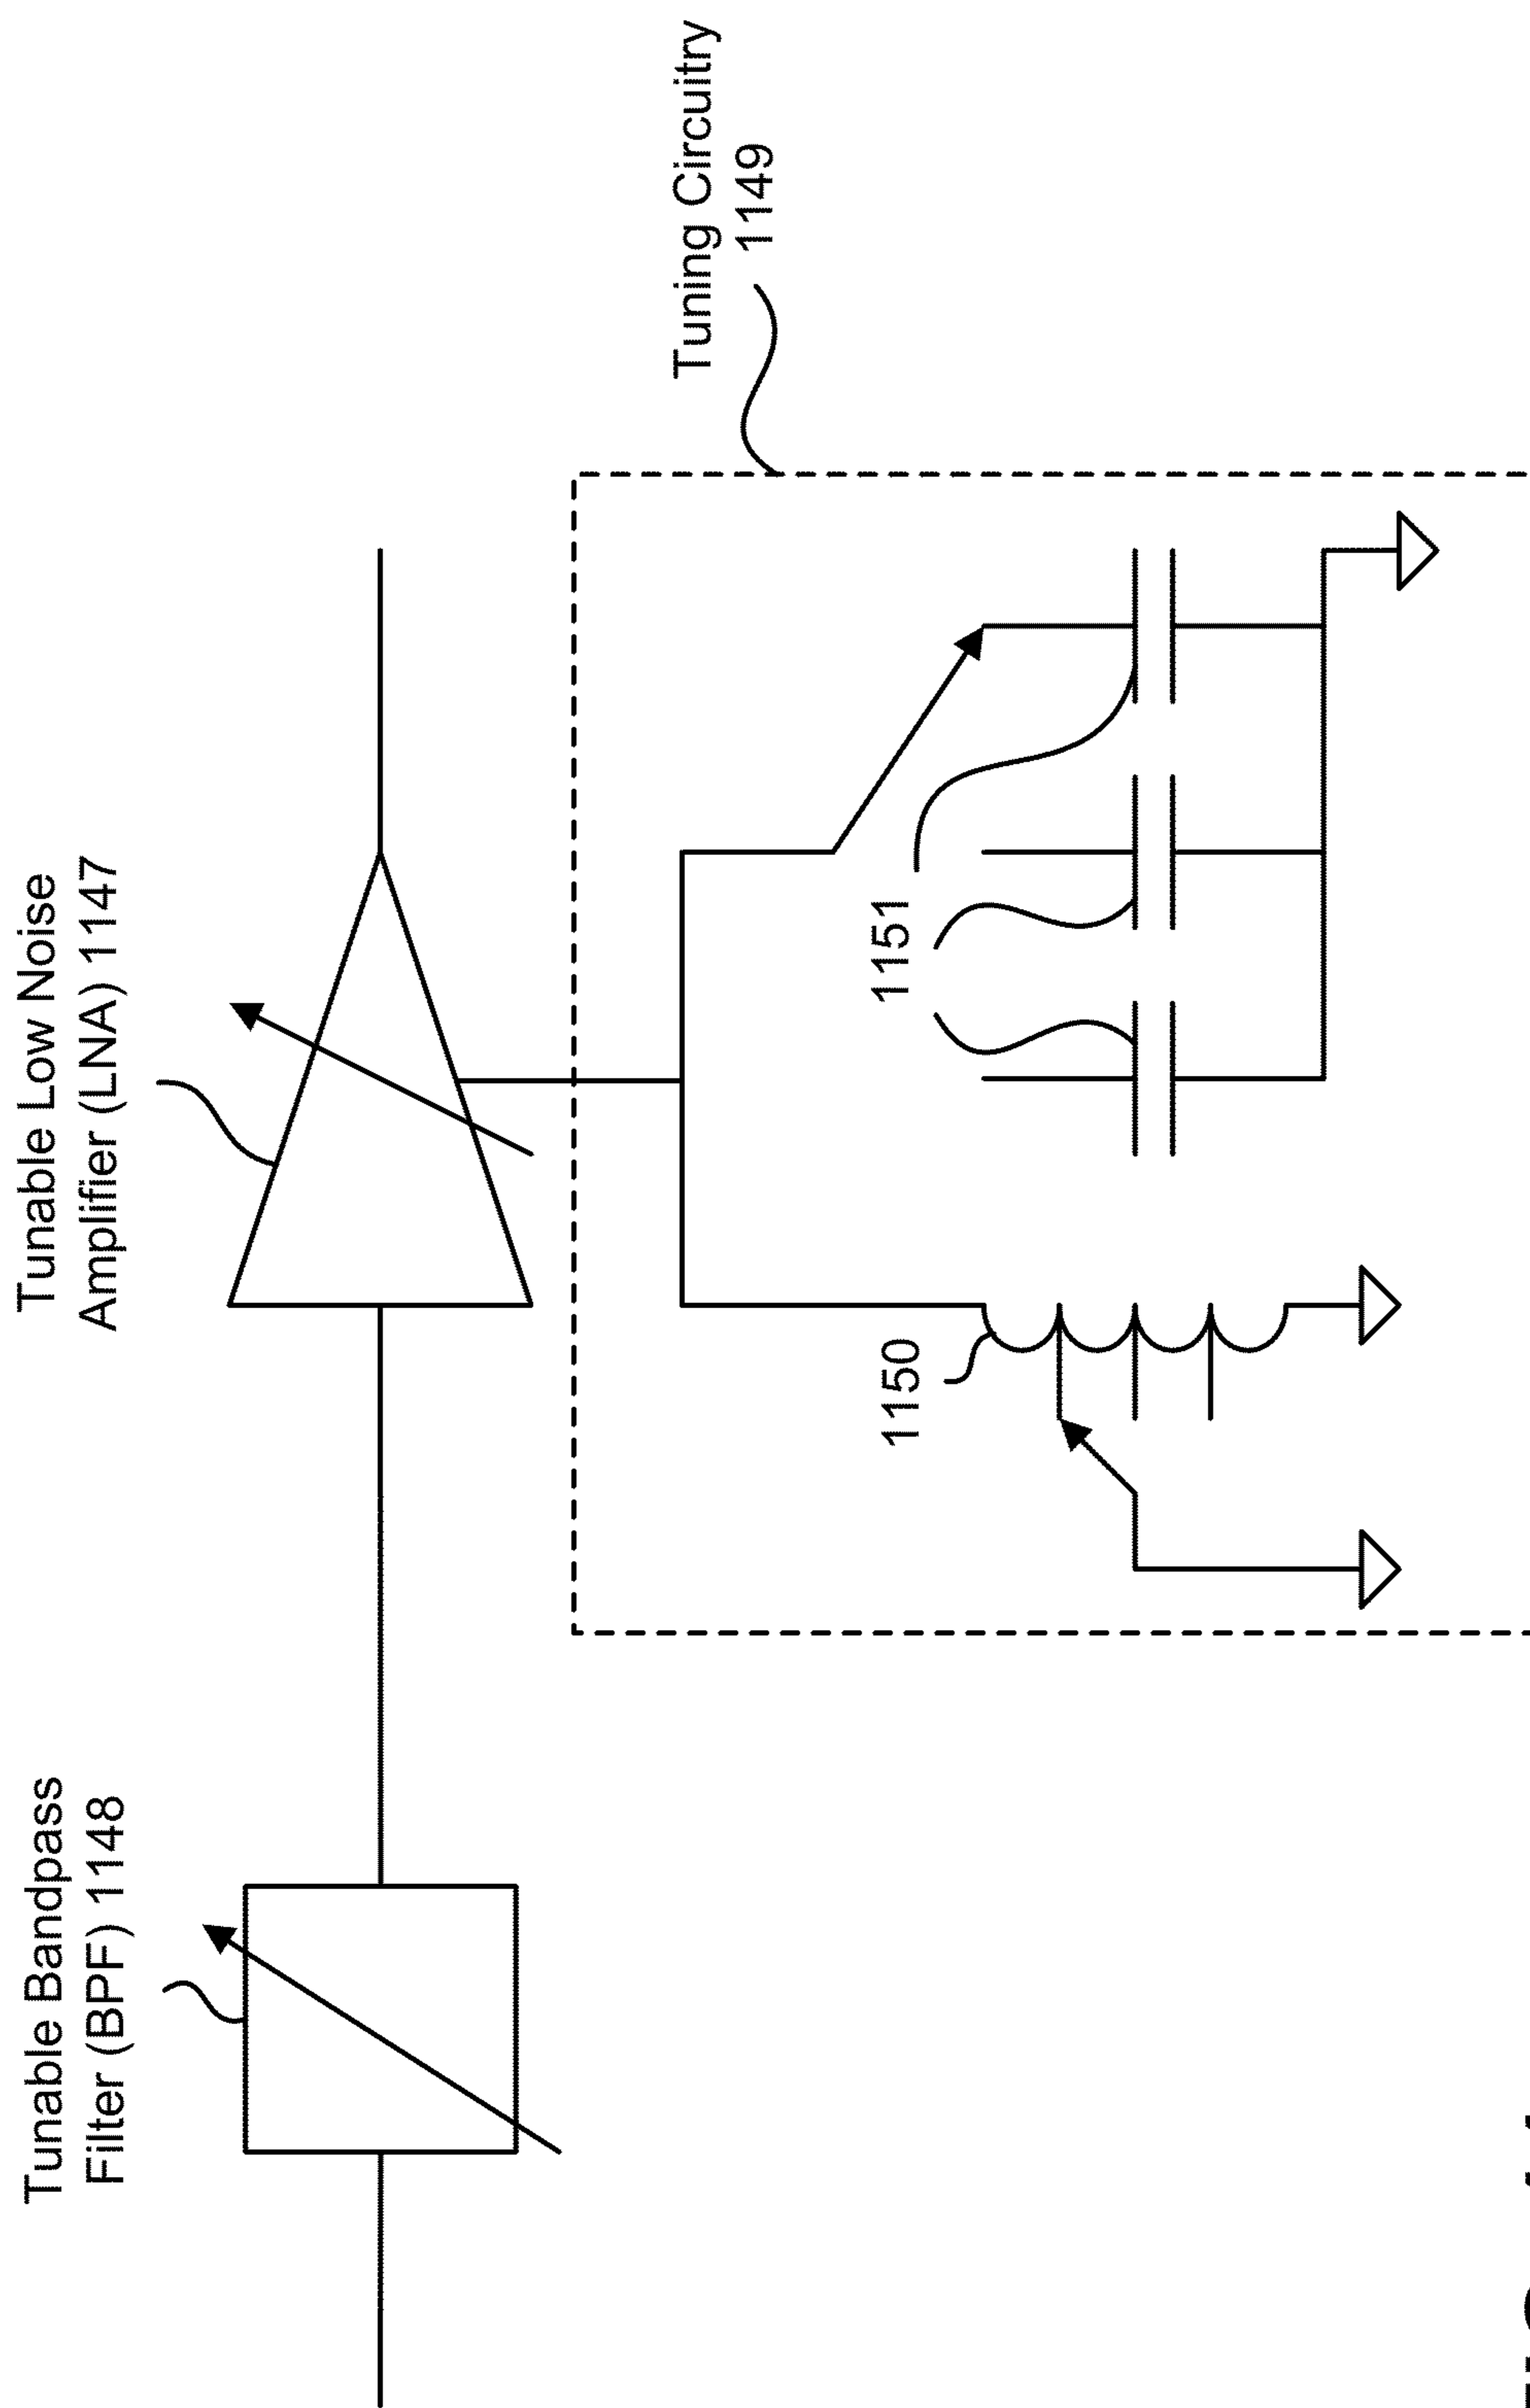 Tunable Bandpass
Filter (BPF) 1148
Tunable Low Noise
Amplifier (LNA) 1147
Tuning Circuitry
1149
1150
1151